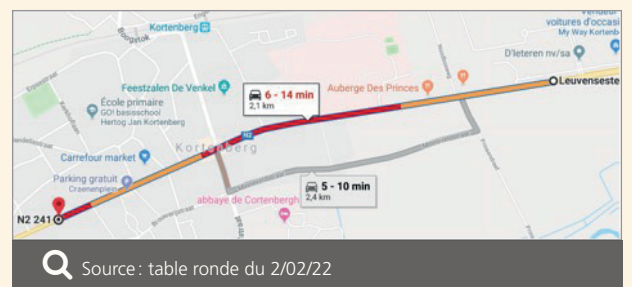 Kortenberg
vendeur
voitures d'occasi
My Way Kortenb
D'Ieteren nv/sa
Leuvenseste
Feestzalen De Venkel
Auberge Des Princes
6 - 14 min
2,1 km
École primaire
GO! basisschool
Hertog Jan Kortenberg
N2
Kortenberg
Carrefour market
Parking gratuit
Craenenplein
5 - 10 min
2,4 km
abbaye de Cortenbergh
N2 241
Source : table ronde du 2/02/22